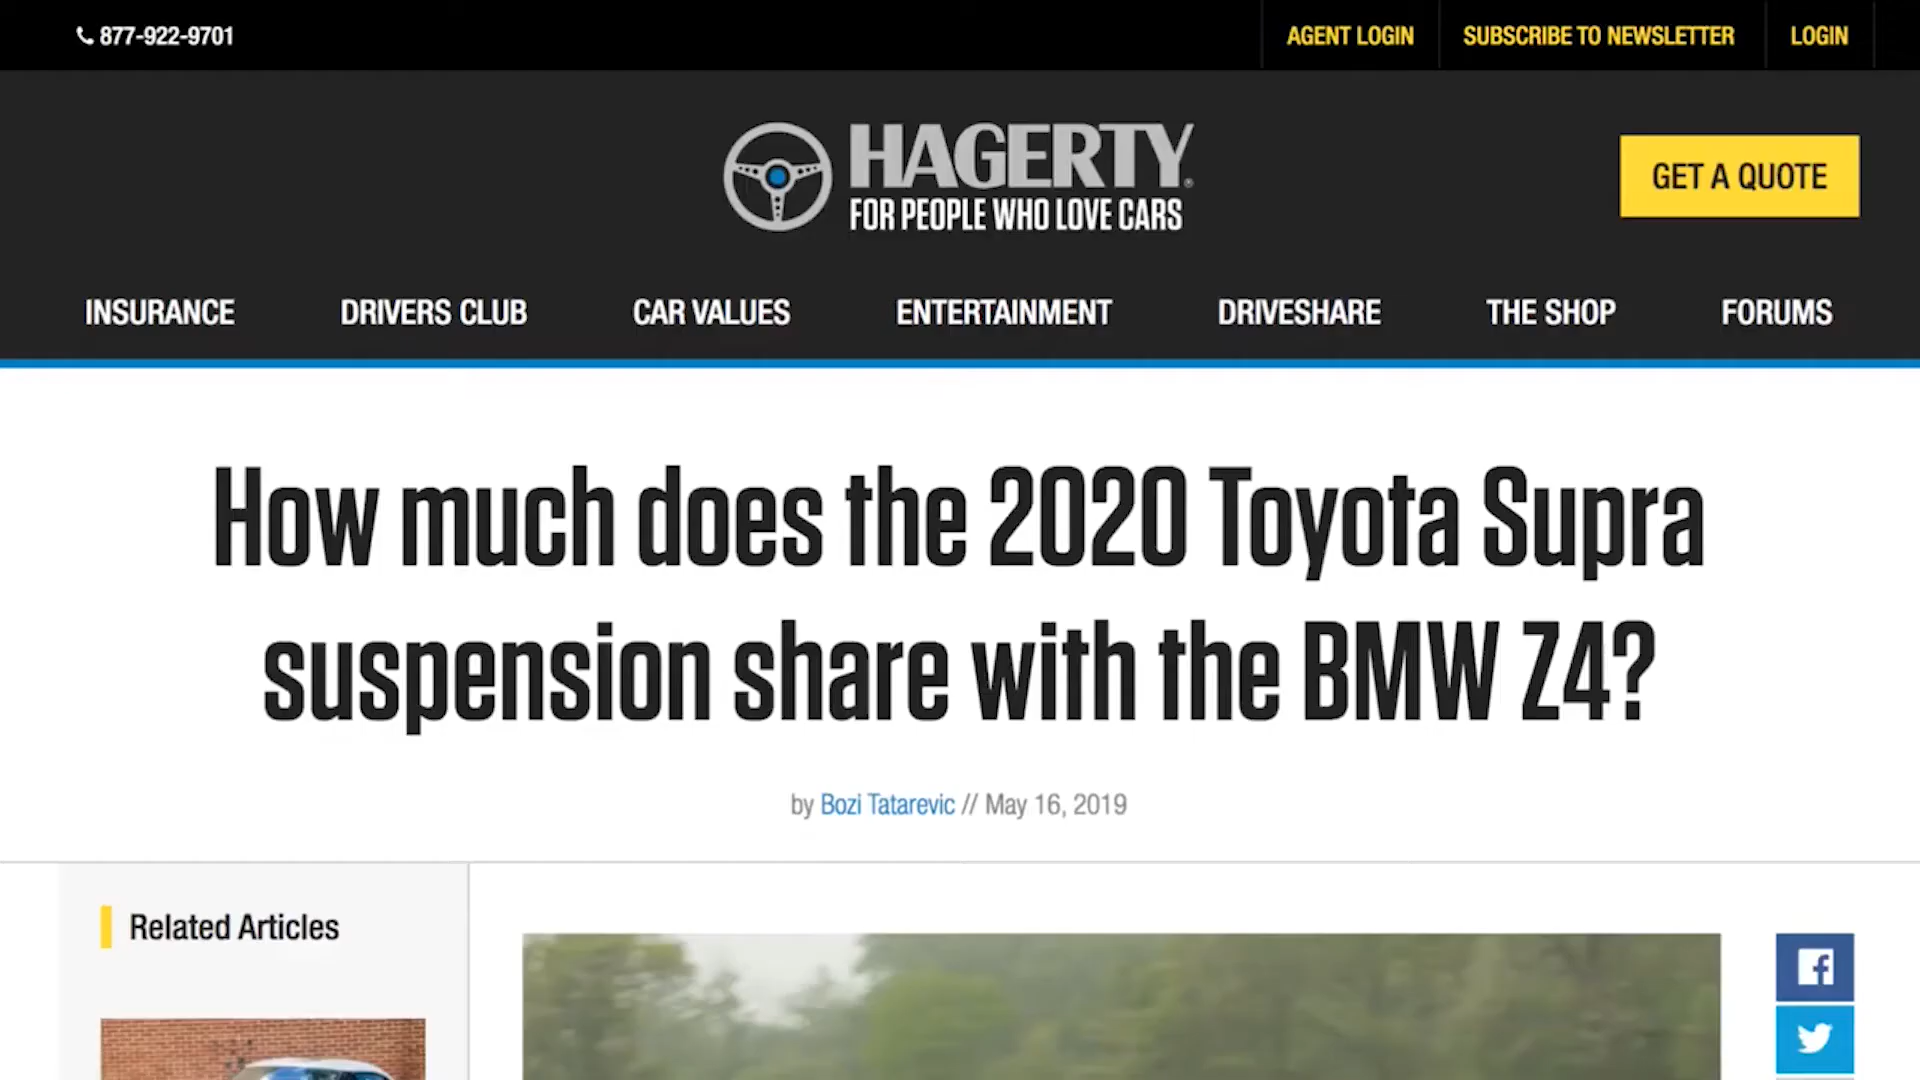 877-922-9701
AGENT LOGIN
SUBSCRIBE TO NEWSLETTER
LOGIN
HAGERTY®
FOR PEOPLE WHO LOVE CARS
GET A QUOTE
INSURANCE
DRIVERS CLUB
CAR VALUES
ENTERTAINMENT
DRIVESHARE
THE SHOP
FORUMS
How much does the 2020 Toyota Supra
suspension share with the BMW Z4?
by Bozi Tatarevic // May 16, 2019
Related Articles